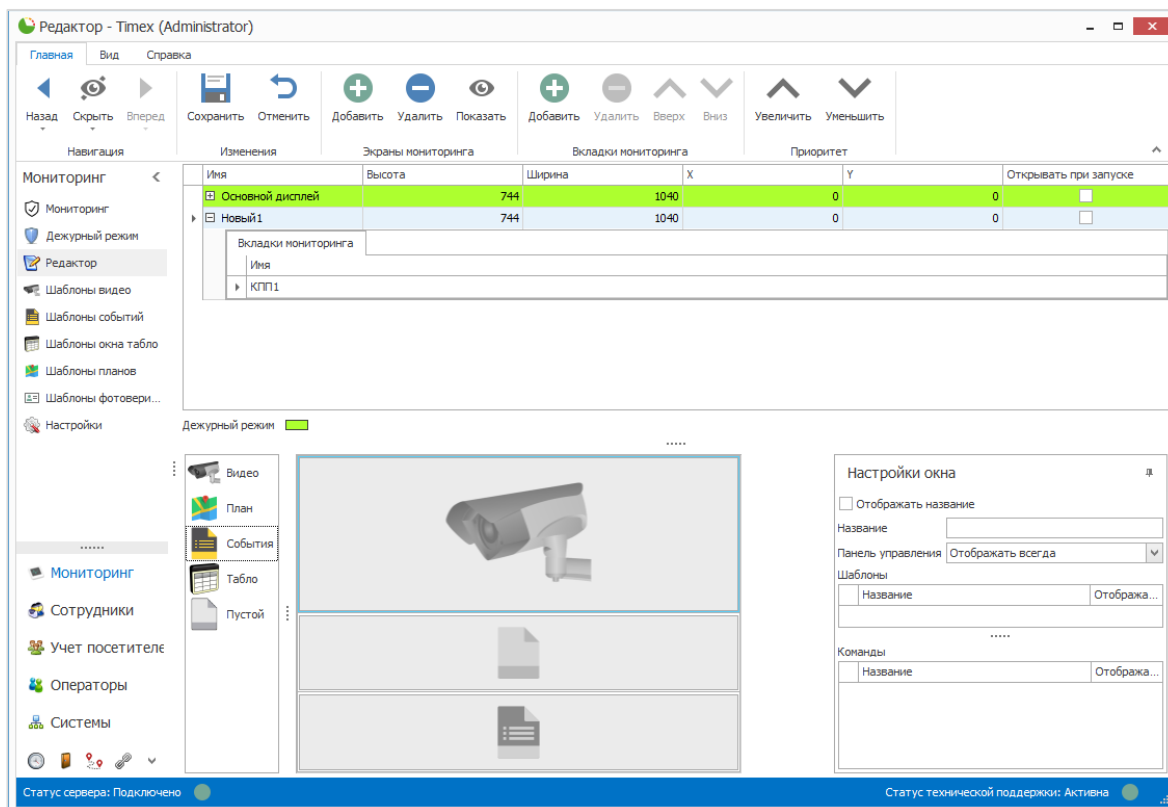 Редактор - Timex (Administrator)
Главная Вид Справка
Назад Скрыть Вперед Сохранить Отменить Добавить Удалить Показать Добавить Удалить Вверх Вниз Увеличить Уменьшить
Навигация Изменения Экраны мониторинга Вкладки мониторинга Приоритет
Мониторинг
Мониторинг
Дежурный режим
Редактор
Шаблоны видео
Шаблоны событий
Шаблоны окна табло
Шаблоны планов
Шаблоны фотовери...
Настройки
Имя Высота Ширина X Y Открывать при запуске
Основной дисплей 744 1040 0 0
Новый1 744 1040 0 0
Вкладки мониторинга
Имя
КПП1
Дежурный режим
Мониторинг
Сотрудники
Учет посетителе
Операторы
Системы
Видео
План
События
Табло
Пустой
Настройки окна
Отображать название
Название
Панель управления Отображать всегда
Шаблоны
Название Отобража...
Команды
Название Отобража...
Статус сервера: Подключено Статус технической поддержки: Активна